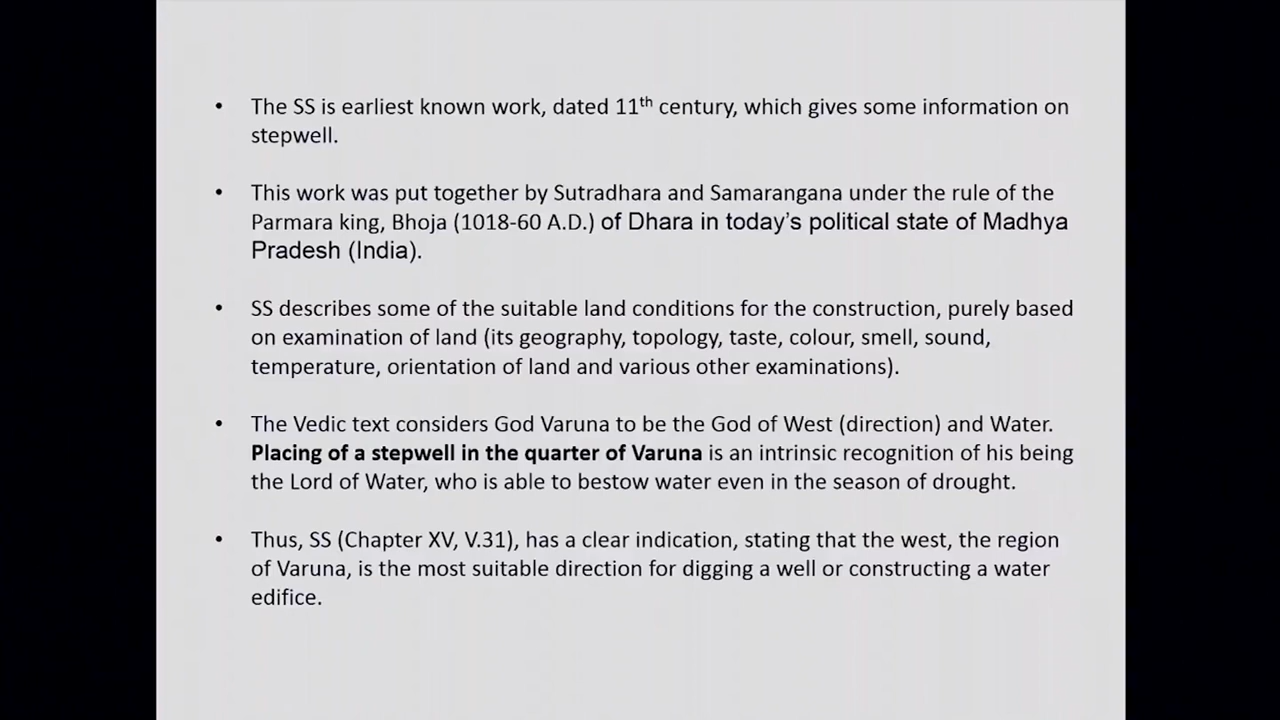 • The SS is earliest known work, dated 11th century, which gives some information on
stepwell.
• This work was put together by Sutradhara and Samarangana under the rule of the
Parmara king, Bhoja (1018-60 A.D.) of Dhara in today’s political state of Madhya
Pradesh (India).
• SS describes some of the suitable land conditions for the construction, purely based
on examination of land (its geography, topology, taste, colour, smell, sound,
temperature, orientation of land and various other examinations).
• The Vedic text considers God Varuna to be the God of West (direction) and Water.
Placing of a stepwell in the quarter of Varuna is an intrinsic recognition of his being
the Lord of Water, who is able to bestow water even in the season of drought.
• Thus, SS (Chapter XV, V.31), has a clear indication, stating that the west, the region
of Varuna, is the most suitable direction for digging a well or constructing a water
edifice.